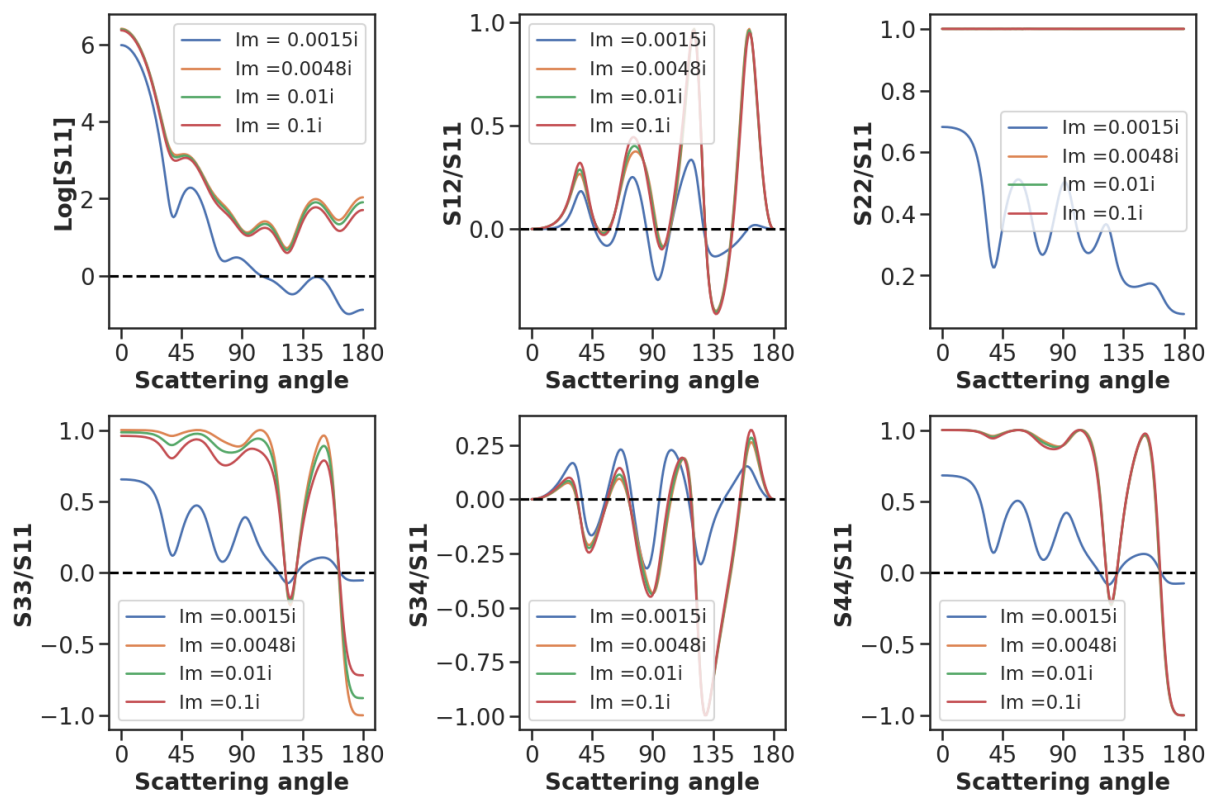 Log[S11]
6
4
2
0
Im = 0.0015i
Im =0.0048i
Im = 0.01i
Im = 0.1i
0 45 90 135 180
Scattering angle
S12/S11
1.0
0.5
0.0
Im =0.0015i
Im =0.0048i
Im =0.01i
Im =0.1i
0 45 90 135 180
Sacttering angle
S22/S11
1.0
0.8
0.6
0.4
0.2
Im =0.0015i
Im =0.0048i
Im =0.01i
Im =0.1i
0 45 90 135 180
Sacttering angle
S33/S11
1.0
0.5
0.0
−0.5
−1.0
Im =0.0015i
Im =0.0048i
Im =0.01i
Im =0.1i
0 45 90 135 180
Scattering angle
S34/S11
0.25
0.00
−0.25
−0.50
−0.75
−1.00
Im =0.0015i
Im =0.0048i
Im =0.01i
Im =0.1i
0 45 90 135 180
Scattering angle
S44/S11
1.0
0.5
0.0
−0.5
−1.0
Im =0.0015i
Im =0.0048i
Im =0.01i
Im =0.1i
0 45 90 135 180
Scattering angle